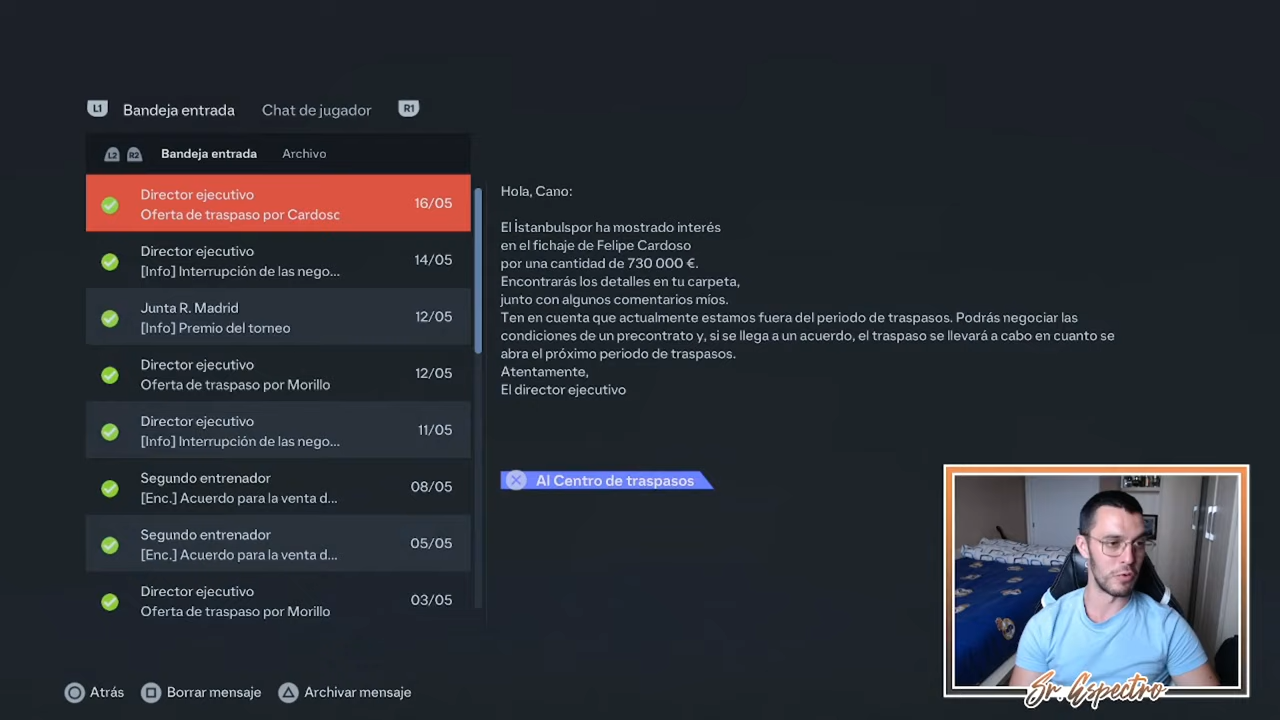 L1 Bandeja entrada Chat de jugador R1
L2 R2 Bandeja entrada Archivo
Director ejecutivo
Oferta de traspaso por Cardoso
16/05
Director ejecutivo
[Info] Interrupción de las nego...
14/05
Junta R. Madrid
[Info] Premio del torneo
12/05
Director ejecutivo
Oferta de traspaso por Morillo
12/05
Director ejecutivo
[Info] Interrupción de las nego...
11/05
Segundo entrenador
[Enc.] Acuerdo para la venta d...
08/05
Segundo entrenador
[Enc.] Acuerdo para la venta d...
05/05
Director ejecutivo
Oferta de traspaso por Morillo
03/05
Hola, Cano:
El İstanbulspor ha mostrado interés
en el fichaje de Felipe Cardoso
por una cantidad de 730 000 €.
Encontrarás los detalles en tu carpeta,
junto con algunos comentarios míos.
Ten en cuenta que actualmente estamos fuera del periodo de traspasos. Podrás negociar las
condiciones de un precontrato y, si se llega a un acuerdo, el traspaso se llevará a cabo en cuanto se
abra el próximo periodo de traspasos.
Atentamente,
El director ejecutivo
Al Centro de traspasos
Sr. Espectro
Atrás Borrar mensaje Archivar mensaje